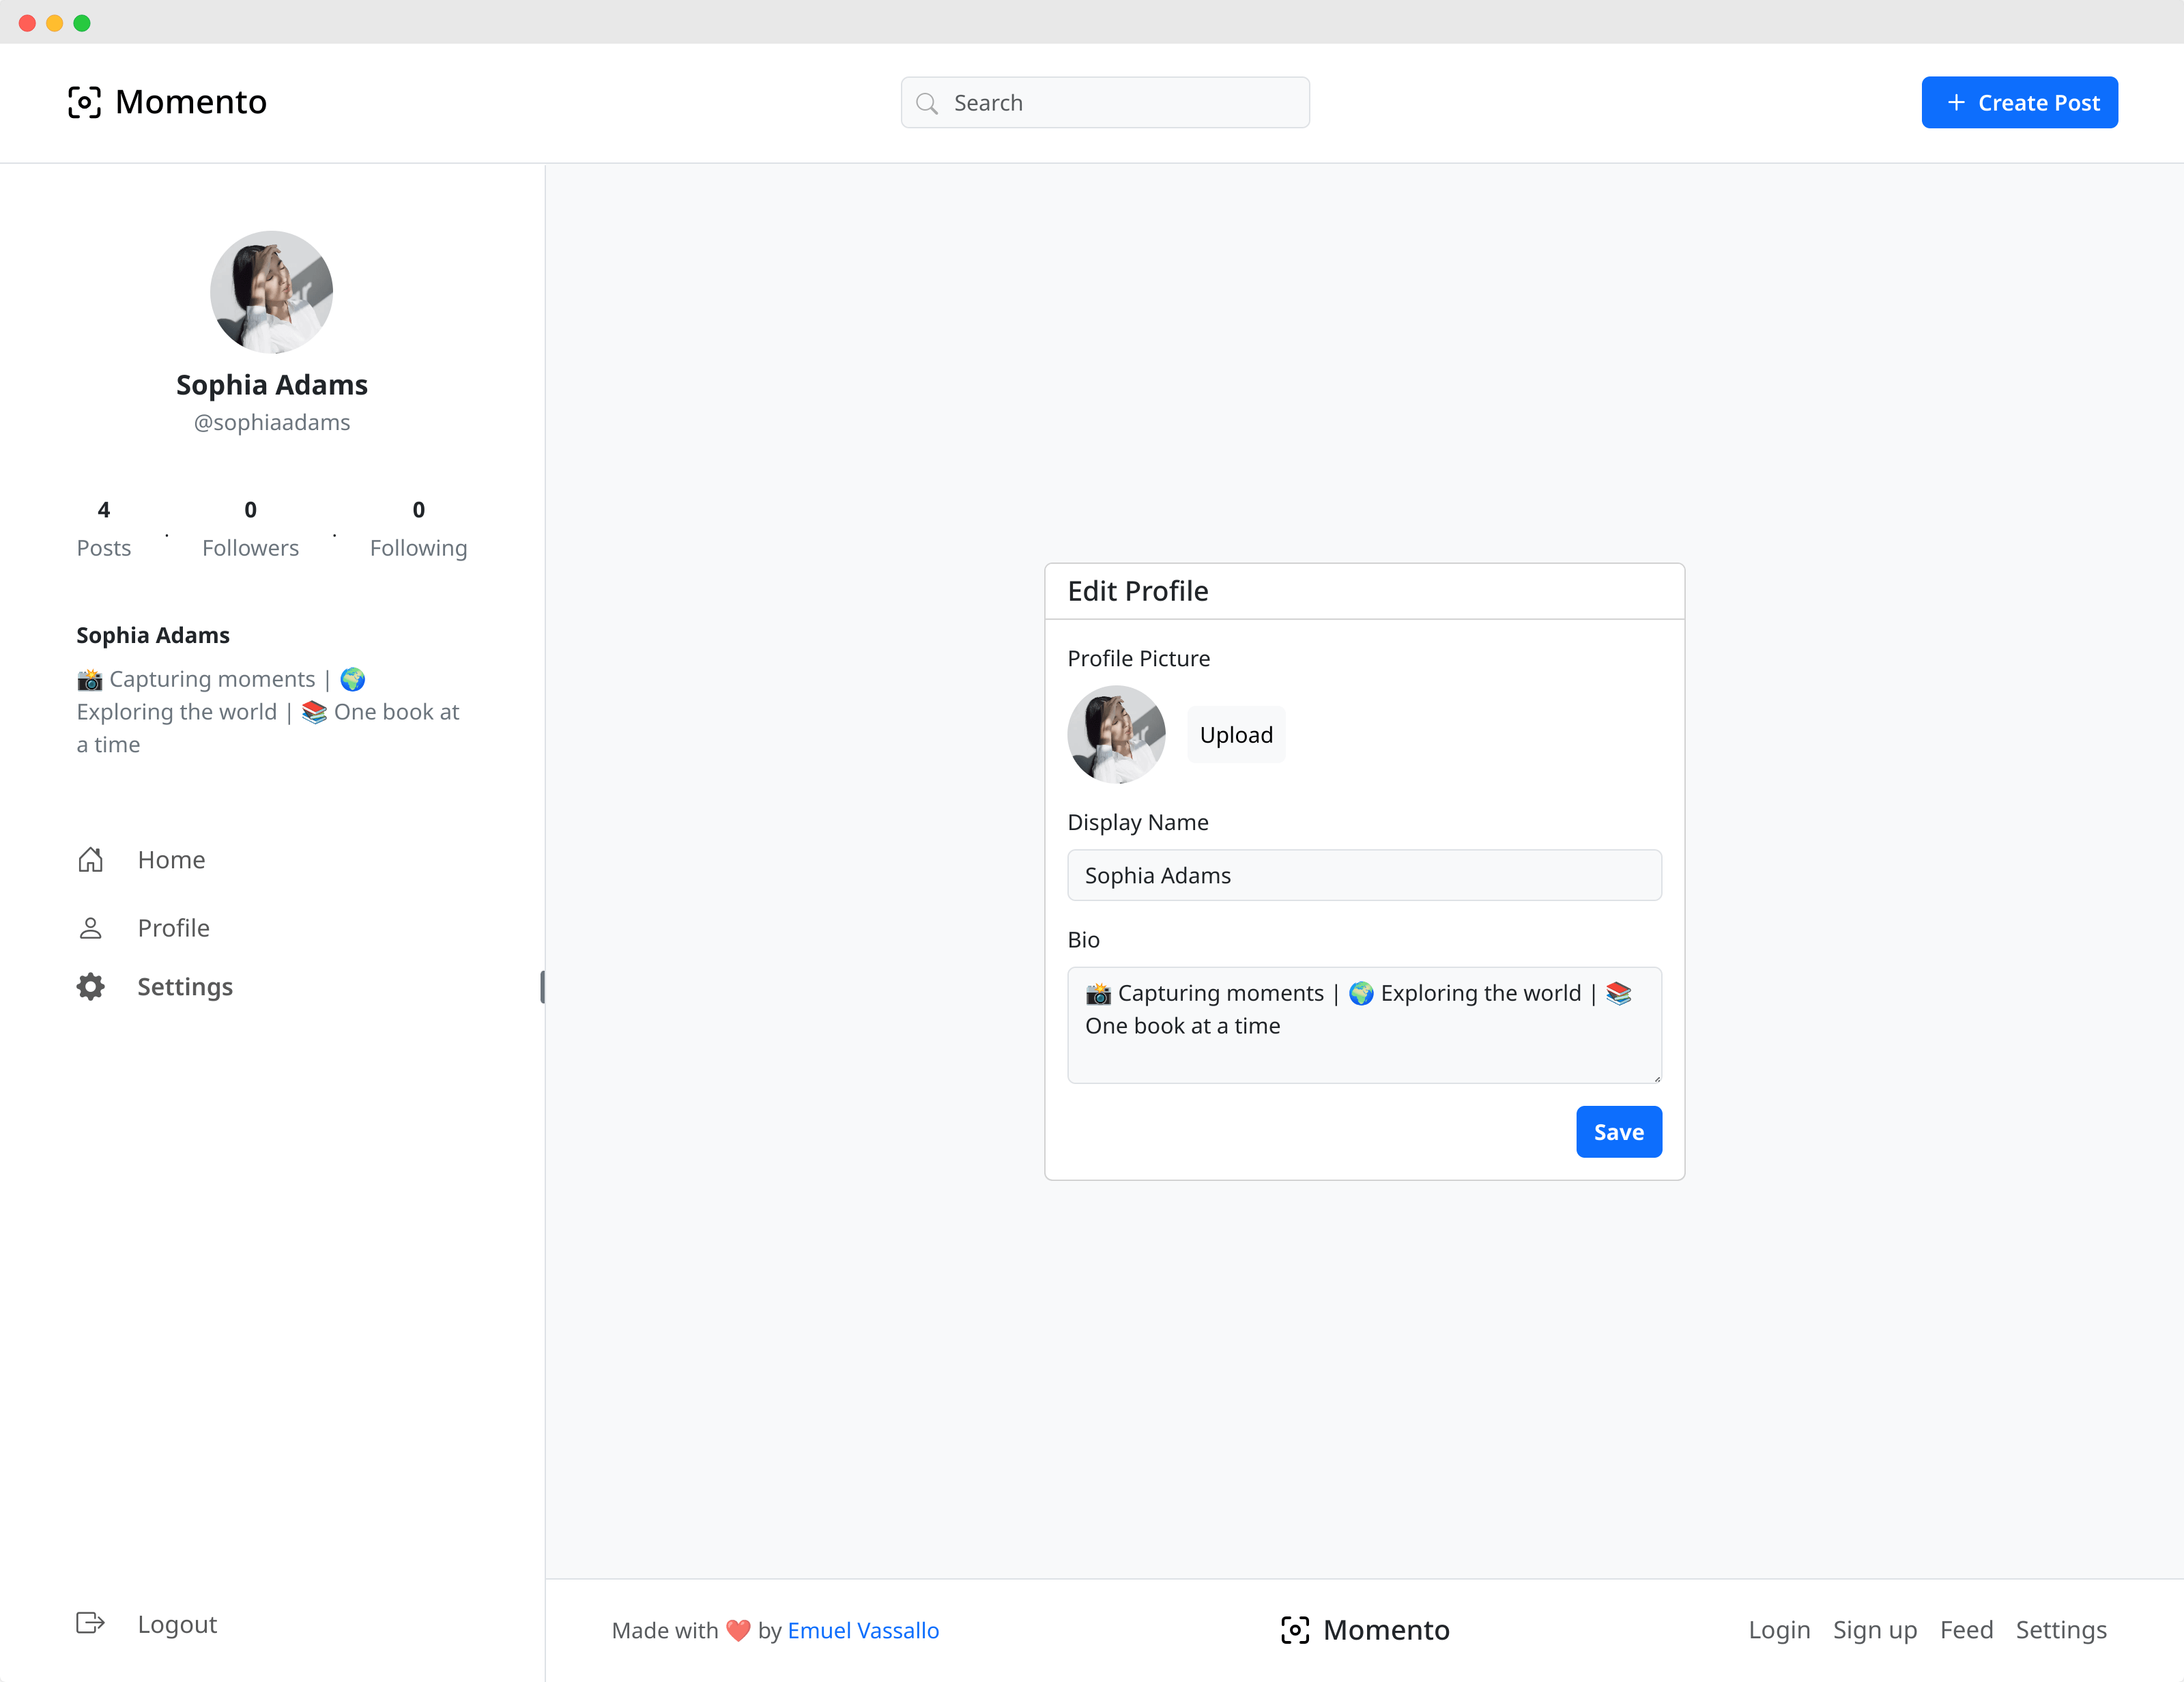 Momento
Search
+ Create Post
Sophia Adams
@sophiaadams
4 · 0 · 0
Posts Followers Following
Sophia Adams
📸 Capturing moments | 🌍
Exploring the world | 📚 One book at
a time
Home
Profile
Settings
Logout
Edit Profile
Profile Picture
Upload
Display Name
Sophia Adams
Bio
📸 Capturing moments | 🌍 Exploring the world | 📚
One book at a time
Save
Made with ❤️ by Emuel Vassallo
Momento
Login Sign up Feed Settings